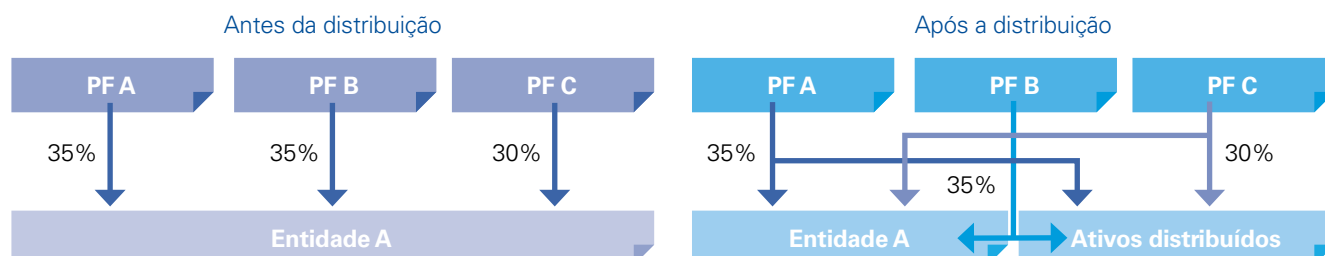 Antes da distribuição
PF A
PF B
PF C
35%
35%
30%
Entidade A
Após a distribuição
PF A
PF B
PF C
35%
35%
30%
Entidade A
Ativos distribuídos